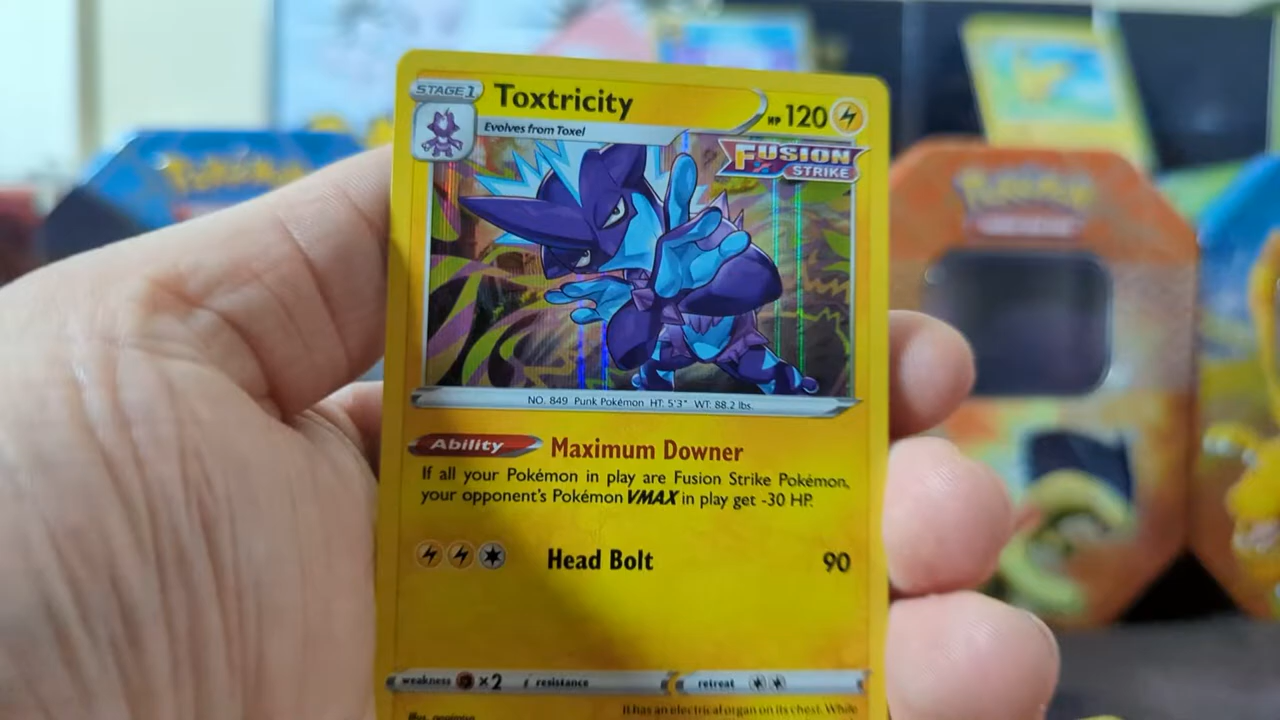 STAGE 1 Toxtricity HP 120
Evolves from Toxel
FUSION
STRIKE
NO. 849 Punk Pokémon HT: 5'3" WT: 88.2 lbs.
Ability Maximum Downer
If all your Pokémon in play are Fusion Strike Pokémon,
your opponent's Pokémon VMAX in play get -30 HP.
Head Bolt 90
weakness ×2 resistance retreat
It has an electrical organ on its chest. While
Illus.
Pokémon
Pokémon